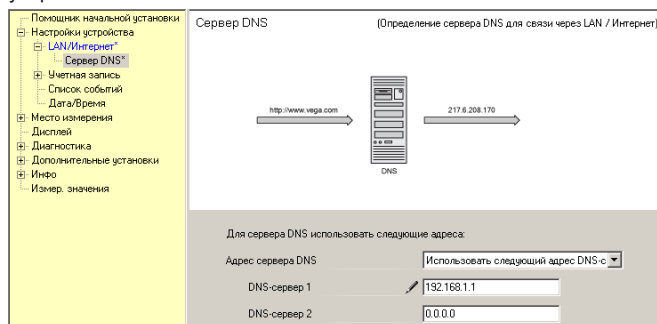 Помощник начальной установки
Настройки устройства
LAN/Интернет*
Сервер DNS*
Учетная запись
Список событий
Дата/Время
Место измерения
Дисплей
Диагностика
Дополнительные установки
Инфо
Измер. значения
Сервер DNS
(Определение сервера DNS для связи через LAN / Интернет)
http://www.vega.com
217.6.208.170
DNS
Для сервера DNS использовать следующие адреса:
Адрес сервера DNS
Использовать следующий адрес DNS-с
DNS-сервер 1
192.168.1.1
DNS-сервер 2
0.0.0.0